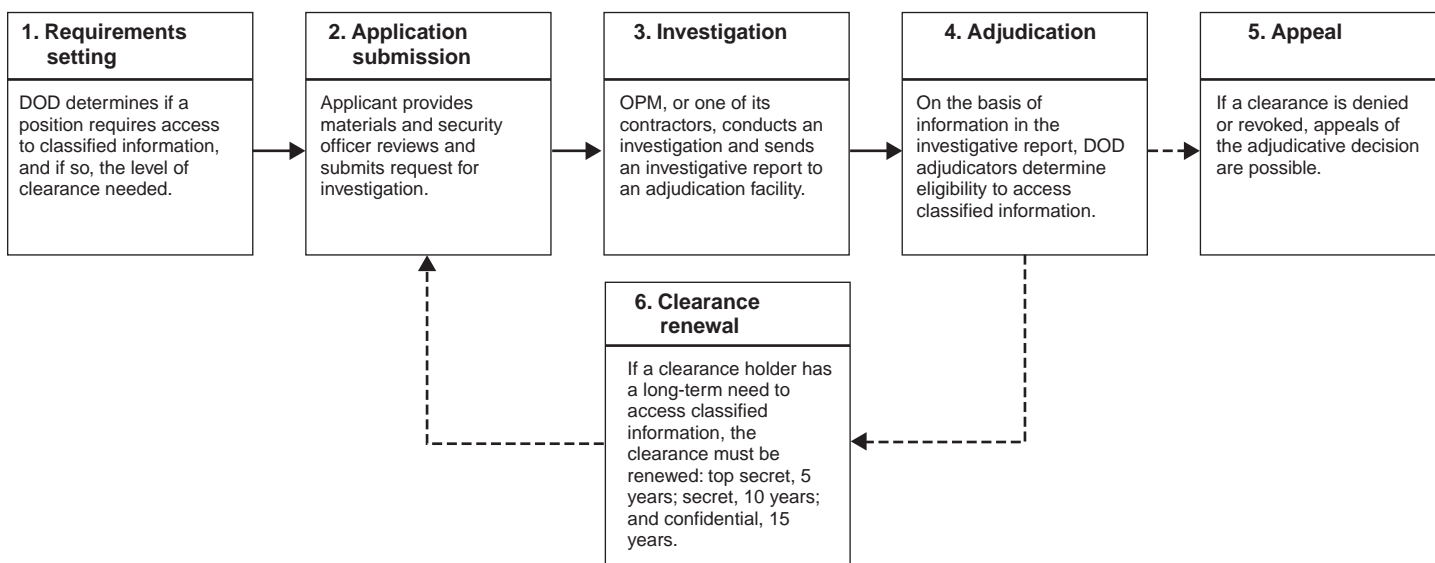 1. Requirements
setting
DOD determines if a
position requires access
to classified information,
and if so, the level of
clearance needed.
2. Application
submission
Applicant provides
materials and security
officer reviews and
submits request for
investigation.
3. Investigation
OPM, or one of its
contractors, conducts an
investigation and sends
an investigative report to
an adjudication facility.
4. Adjudication
On the basis of
information in the
investigative report, DOD
adjudicators determine
eligibility to access
classified information.
5. Appeal
If a clearance is denied
or revoked, appeals of
the adjudicative decision
are possible.
6. Clearance
renewal
If a clearance holder has
a long-term need to
access classified
information, the
clearance must be
renewed: top secret, 5
years; secret, 10 years;
and confidential, 15
years.